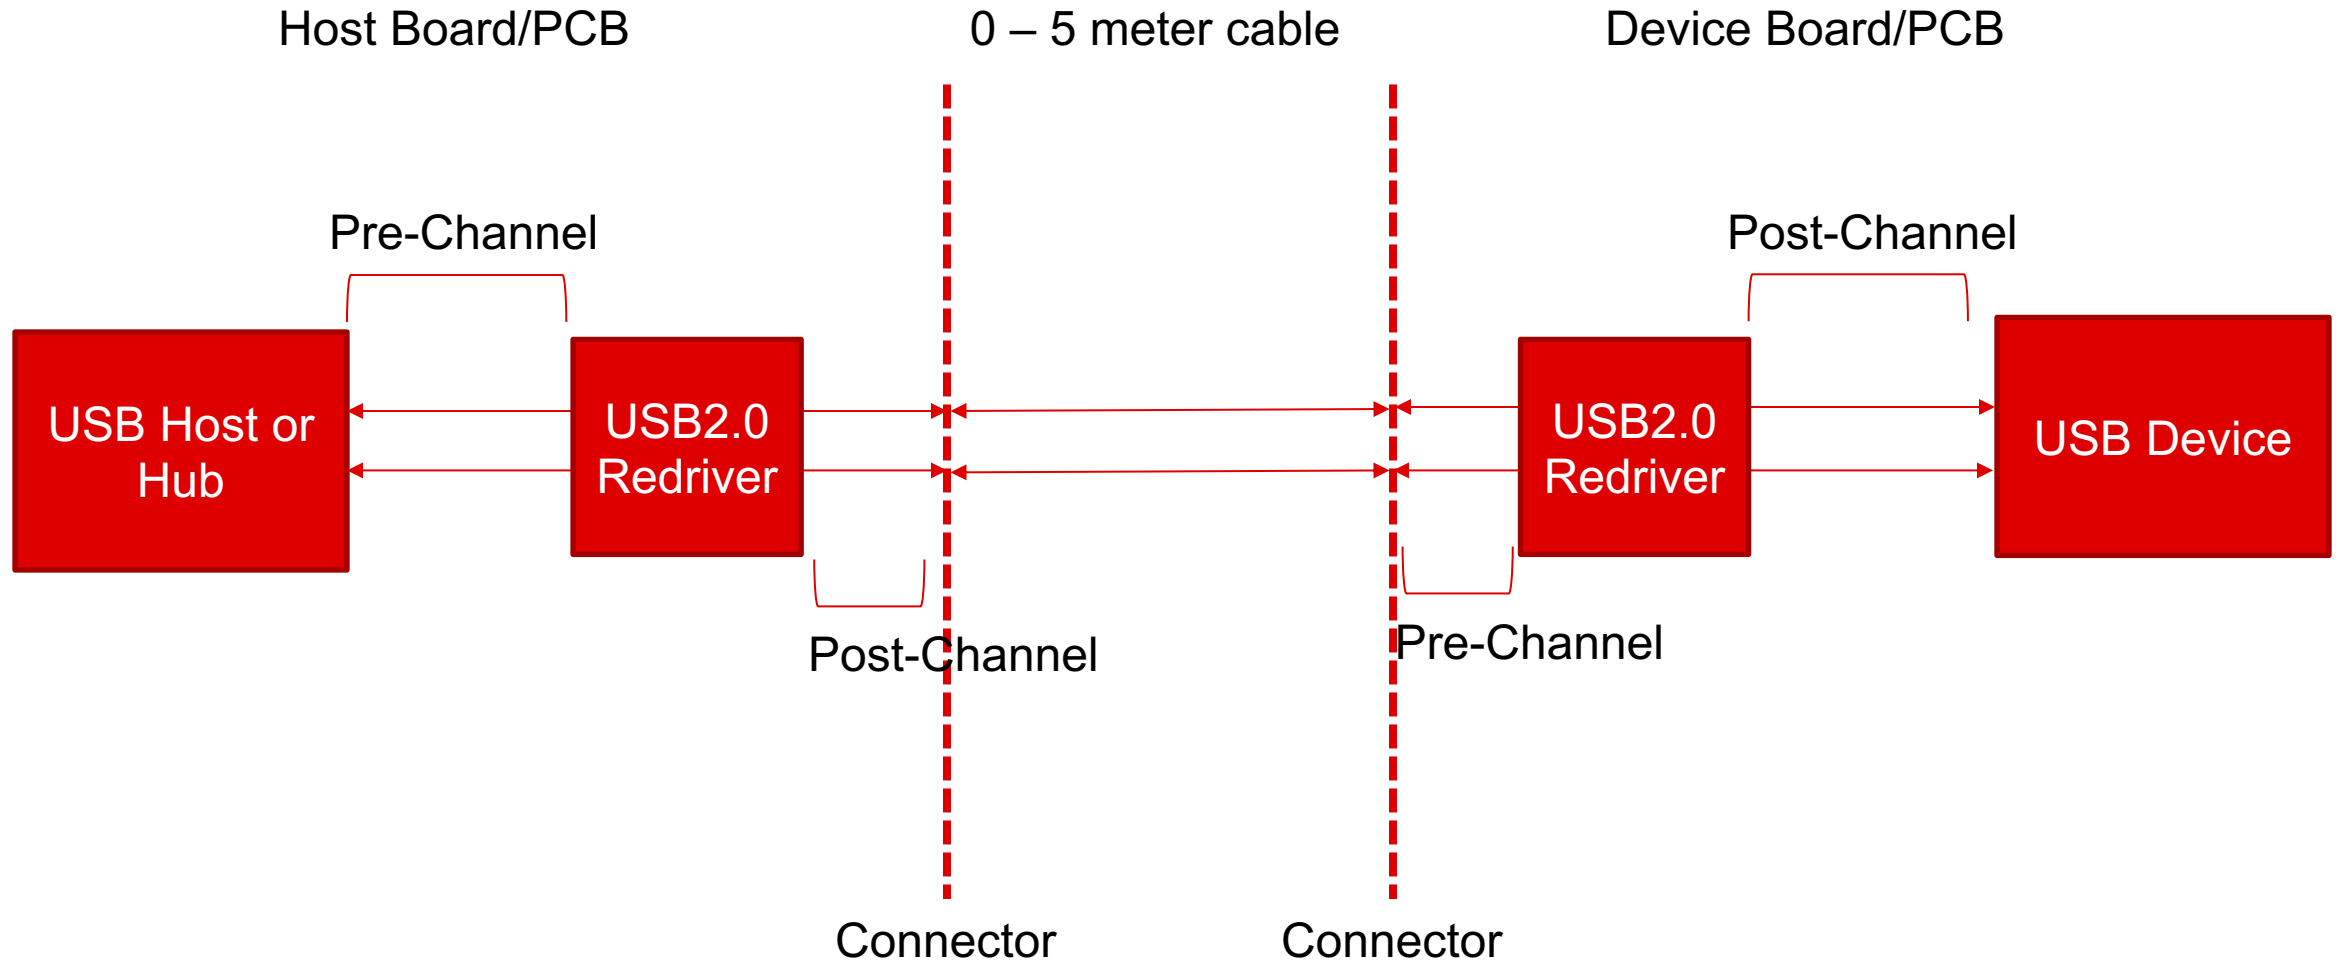 Host Board/PCB
0 – 5 meter cable
Device Board/PCB
Pre-Channel
Post-Channel
USB Host or
Hub
USB2.0
Redriver
USB2.0
Redriver
USB Device
Post-Channel
Pre-Channel
Connector
Connector